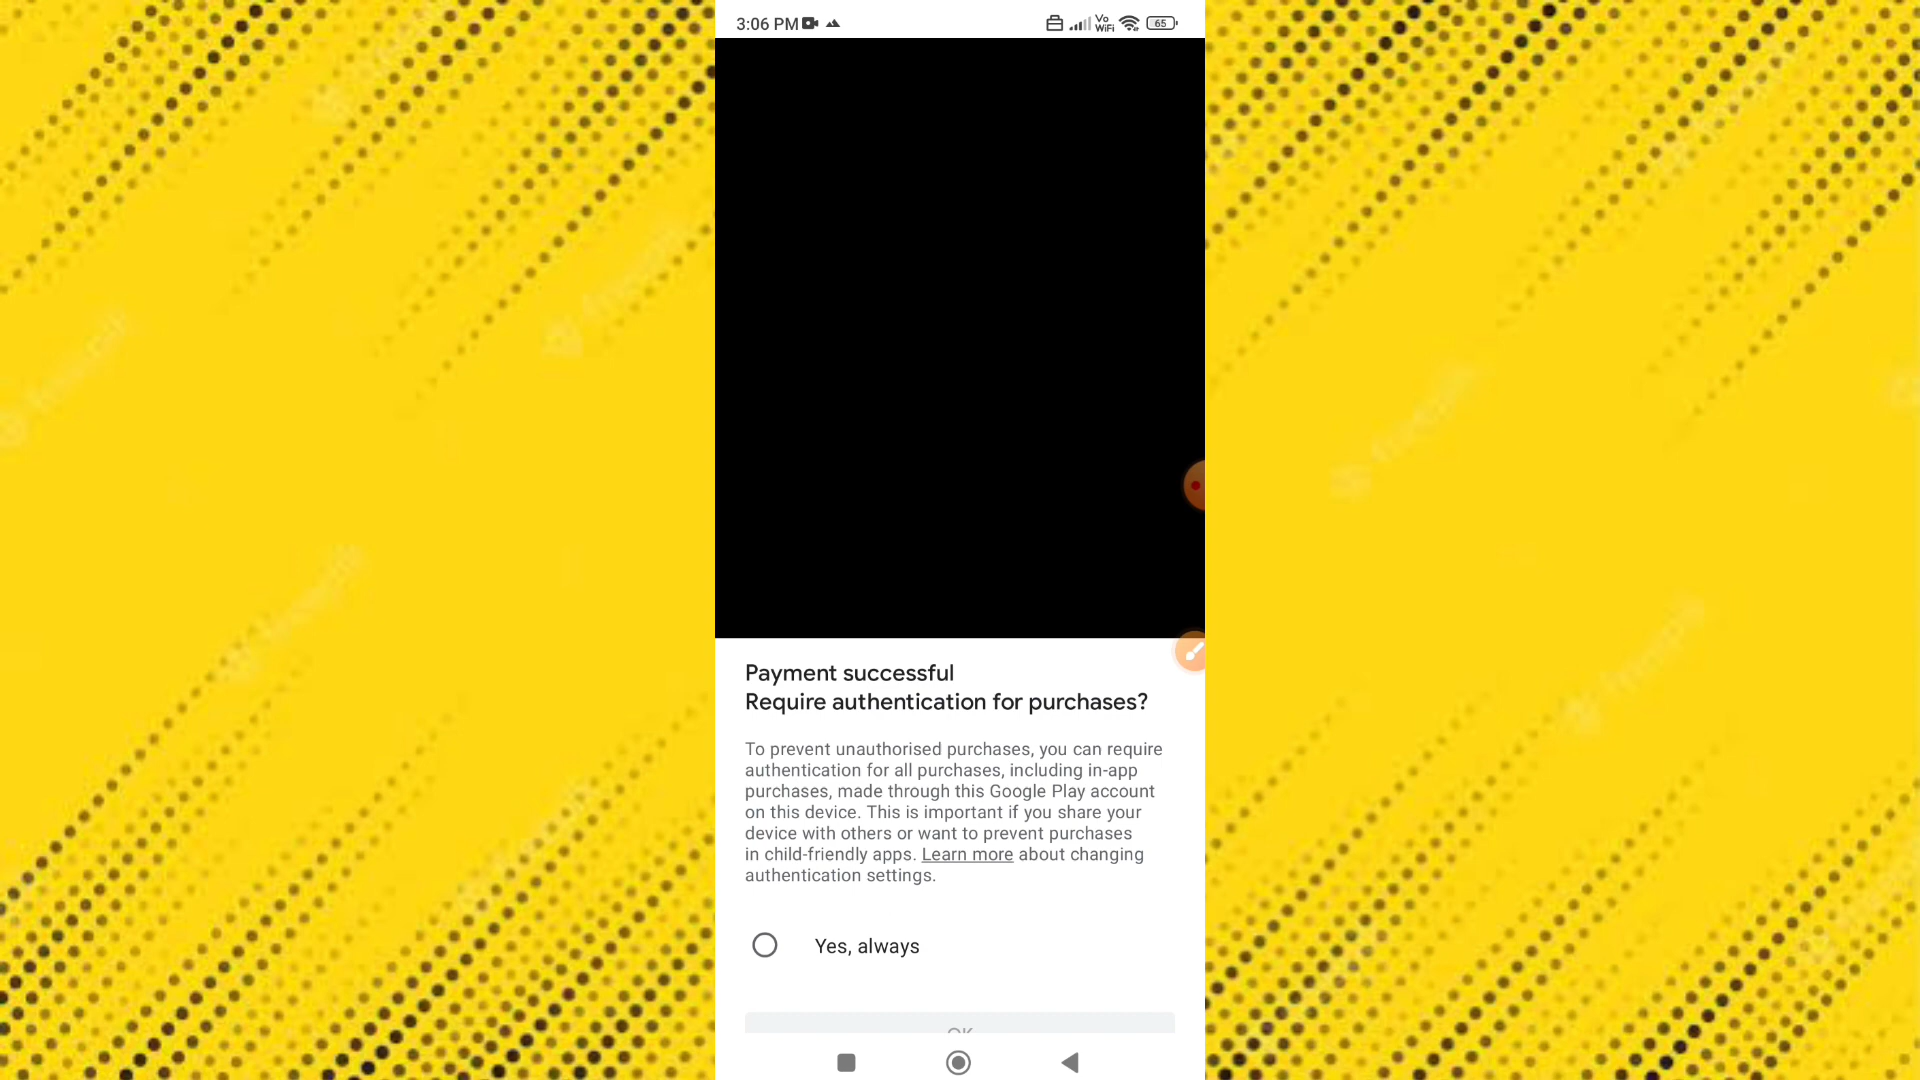 3:06 PM
Vo
WiFi
65
Payment successful
Require authentication for purchases?
To prevent unauthorised purchases, you can require
authentication for all purchases, including in-app
purchases, made through this Google Play account
on this device. This is important if you share your
device with others or want to prevent purchases
in child-friendly apps. Learn more about changing
authentication settings.
Yes, always
OK